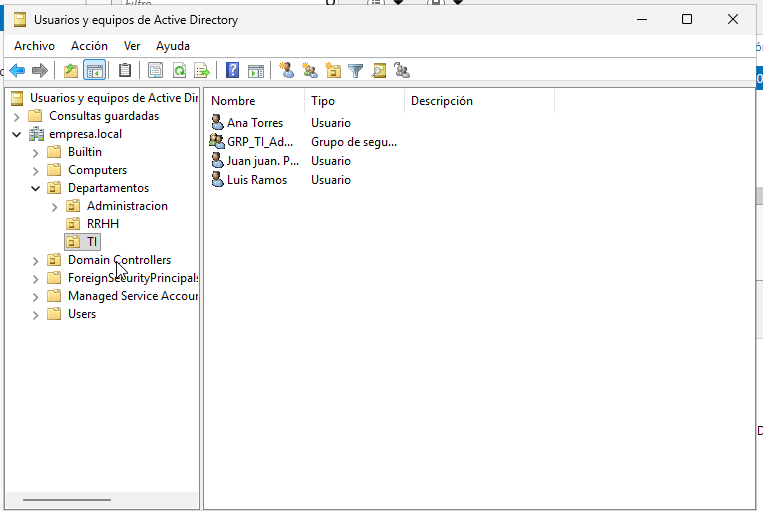 Filtro
Usuarios y equipos de Active Directory
Archivo Acción Ver Ayuda
Usuarios y equipos de Active Dir
Consultas guardadas
empresa.local
Builtin
Computers
Departamentos
Administracion
RRHH
TI
Domain Controllers
ForeignSecurityPrincipals
Managed Service Accour
Users
Nombre Tipo Descripción
Ana Torres Usuario
GRP_TI_Ad... Grupo de segu...
Juan juan. P... Usuario
Luis Ramos Usuario